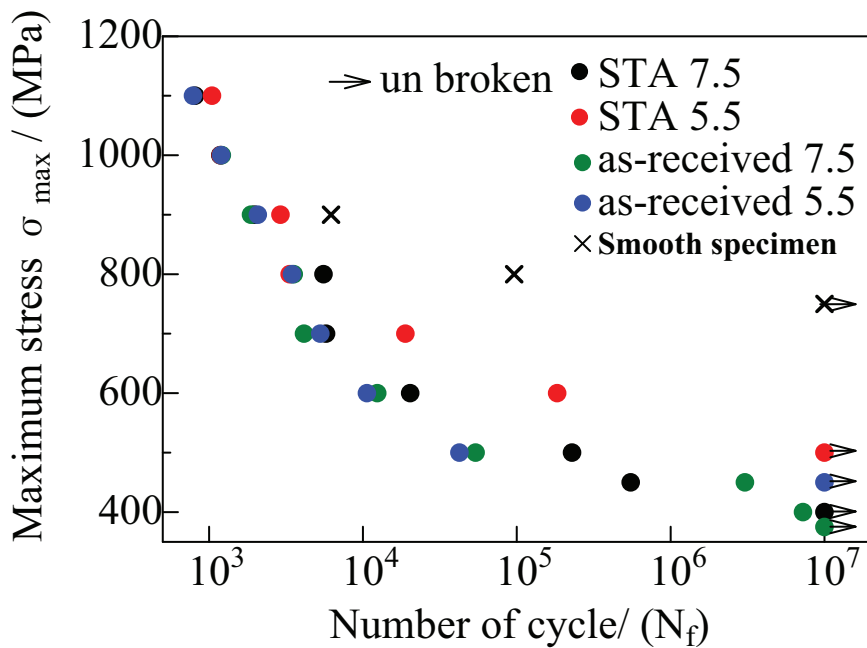 1200
1000
800
600
400
Maximum stress σ max / (MPa)
un broken
STA 7.5
STA 5.5
as-received 7.5
as-received 5.5
Smooth specimen
10³ 10⁴ 10⁵ 10⁶ 10⁷
Number of cycle/ (Nf)